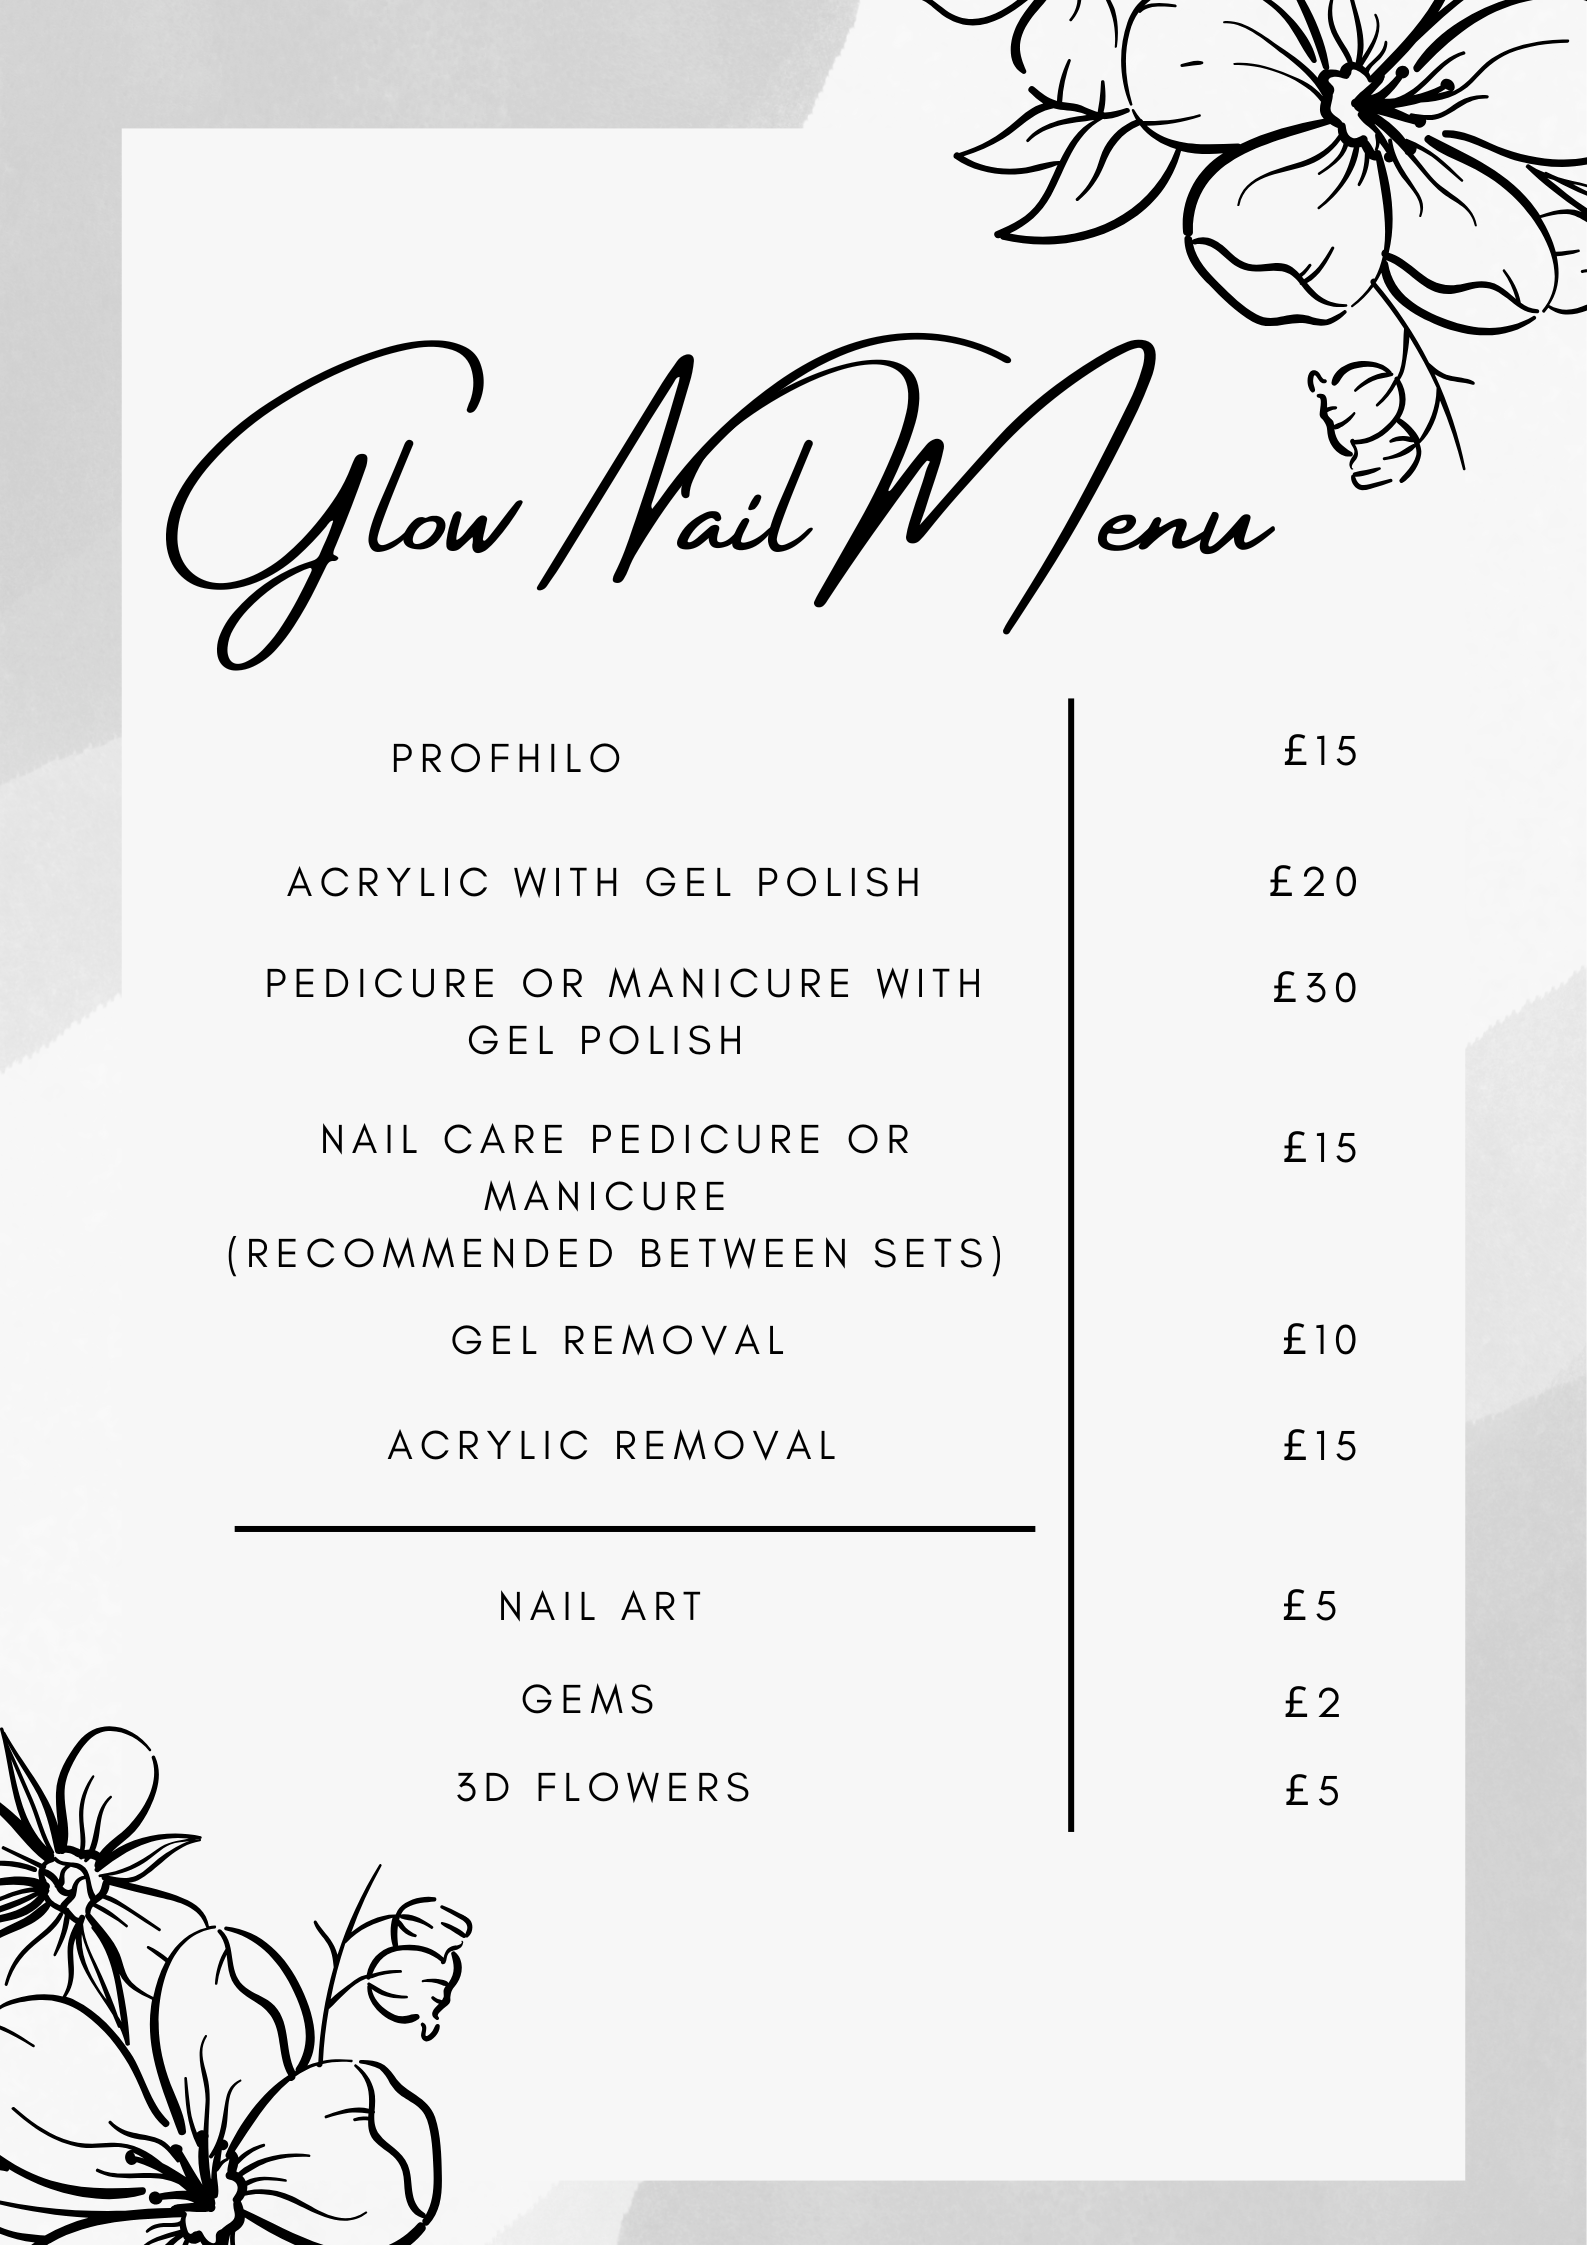 Glow Nail Menu
PROFHILO £15
ACRYLIC WITH GEL POLISH £20
PEDICURE OR MANICURE WITH £30
GEL POLISH
NAIL CARE PEDICURE OR £15
MANICURE
(RECOMMENDED BETWEEN SETS)
GEL REMOVAL £10
ACRYLIC REMOVAL £15
NAIL ART £5
GEMS £2
3D FLOWERS £5